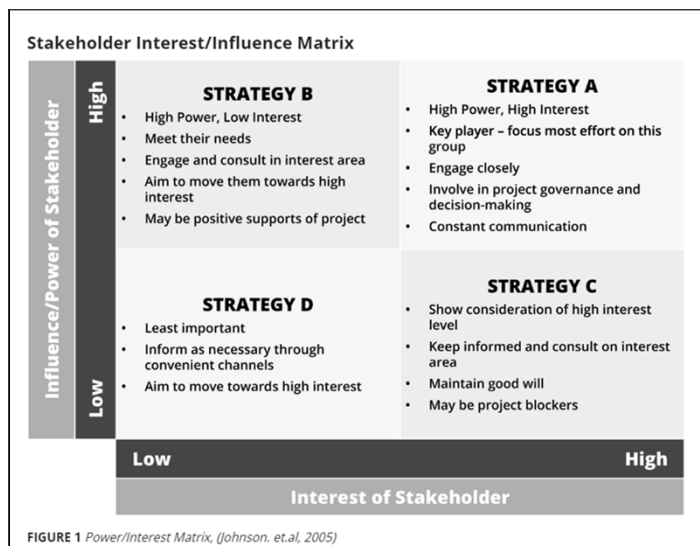 Stakeholder Interest/Influence Matrix
Influence/Power of Stakeholder
High
Low
STRATEGY B
• High Power, Low Interest
• Meet their needs
• Engage and consult in interest area
• Aim to move them towards high
interest
• May be positive supports of project
STRATEGY A
• High Power, High Interest
• Key player – focus most effort on this
group
• Engage closely
• Involve in project governance and
decision-making
• Constant communication
STRATEGY D
• Least important
• Inform as necessary through
convenient channels
• Aim to move towards high interest
STRATEGY C
• Show consideration of high interest
level
• Keep informed and consult on interest
area
• Maintain good will
• May be project blockers
Low
High
Interest of Stakeholder
FIGURE 1 Power/Interest Matrix, (Johnson. et.al, 2005)